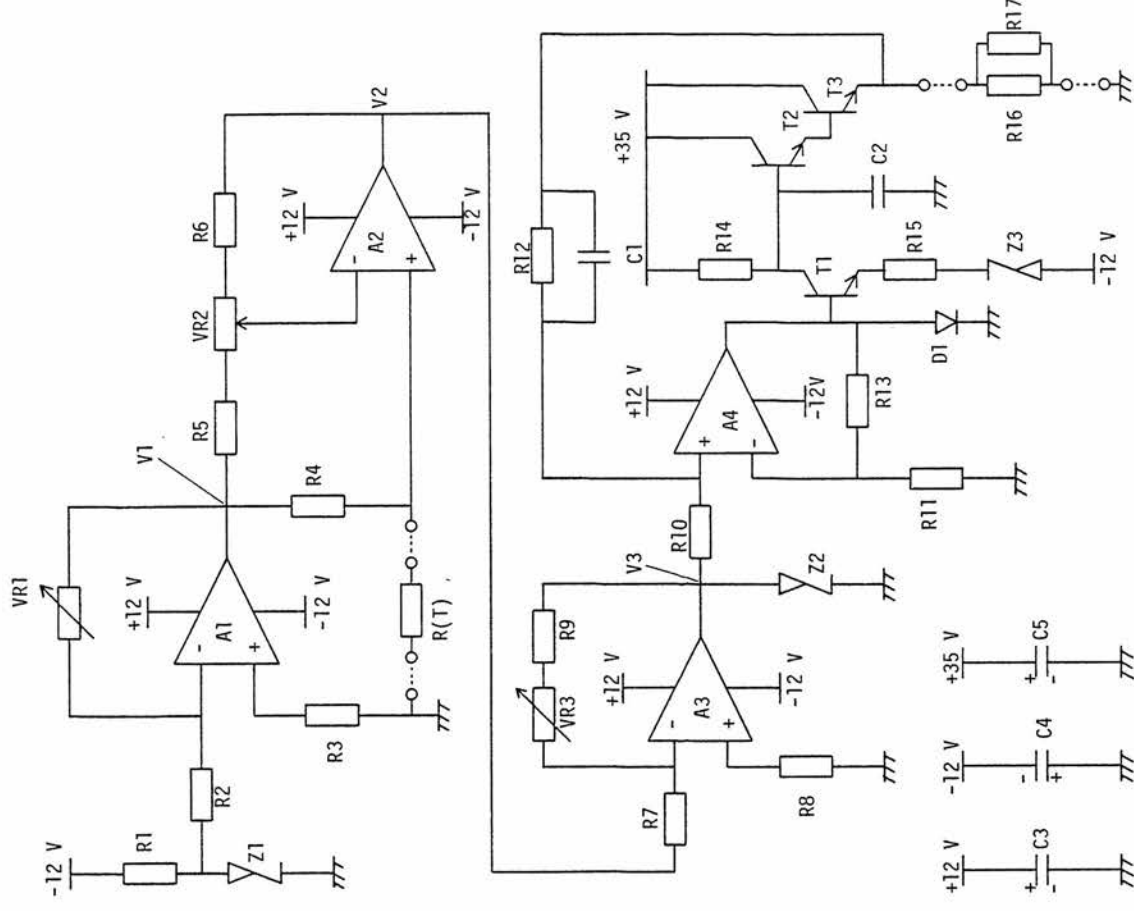 VR1
V1
R5
VR2
R6
V2
+12 V
A1
-
+
-12 V
R4
+12 V
A2
-
+
-12 V
-12 V
R1
R2
R3
R(T)
Z1
VR3
R9
V3
+12 V
A3
-
+
-12 V
R7
R8
Z2
R10
+12 V
A4
+
-
-12V
R11
R13
D1
R12
C1
+35 V
R14
T1
T2
T3
C2
R15
Z3
-12 V
R16
R17
+12 V
+
C3
-
-12 V
-
C4
+
+35 V
+
C5
-